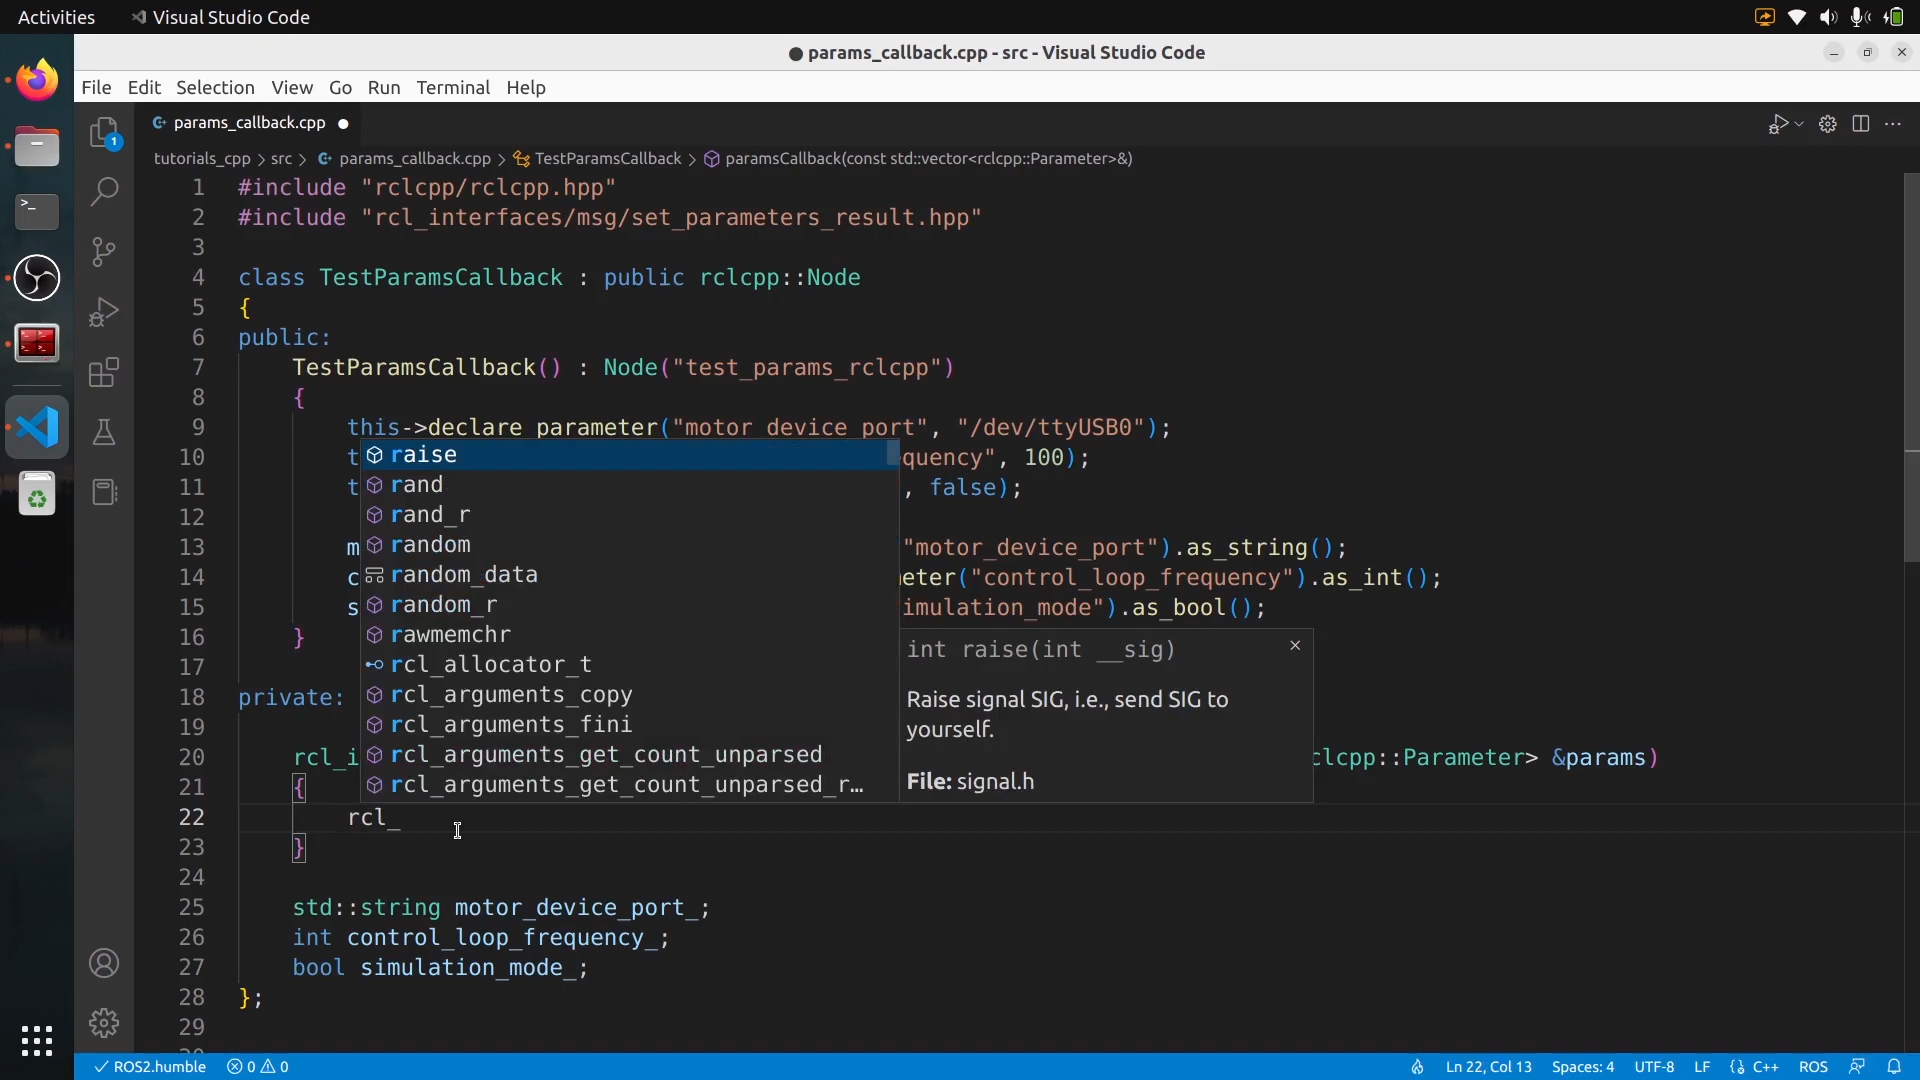 Activities Visual Studio Code
● params_callback.cpp - src - Visual Studio Code
File Edit Selection View Go Run Terminal Help
params_callback.cpp ●
tutorials_cpp > src > params_callback.cpp > TestParamsCallback > paramsCallback(const std::vector<rclcpp::Parameter>&)
1 #include "rclcpp/rclcpp.hpp"
2 #include "rcl_interfaces/msg/set_parameters_result.hpp"
3
4 class TestParamsCallback : public rclcpp::Node
5 {
6 public:
7 TestParamsCallback() : Node("test_params_rclcpp")
8 {
9 this->declare_parameter("motor_device_port", "/dev/ttyUSB0");
10 t quency", 100);
11 t , false);
12
13 m "motor_device_port").as_string();
14 c eter("control_loop_frequency").as_int();
15 s imulation_mode").as_bool();
16 }
17
18 private:
19
20 rcl_i clcpp::Parameter> &params)
21 {
22 rcl_
23 }
24
25 std::string motor_device_port_;
26 int control_loop_frequency_;
27 bool simulation_mode_;
28 };
29
raise
rand
rand_r
random
random_data
random_r
rawmemchr
rcl_allocator_t
rcl_arguments_copy
rcl_arguments_fini
rcl_arguments_get_count_unparsed
rcl_arguments_get_count_unparsed_r…
int raise(int __sig)
Raise signal SIG, i.e., send SIG to
yourself.
File: signal.h
1
ROS2.humble 0 0 Ln 22, Col 13 Spaces: 4 UTF-8 LF {} C++ ROS